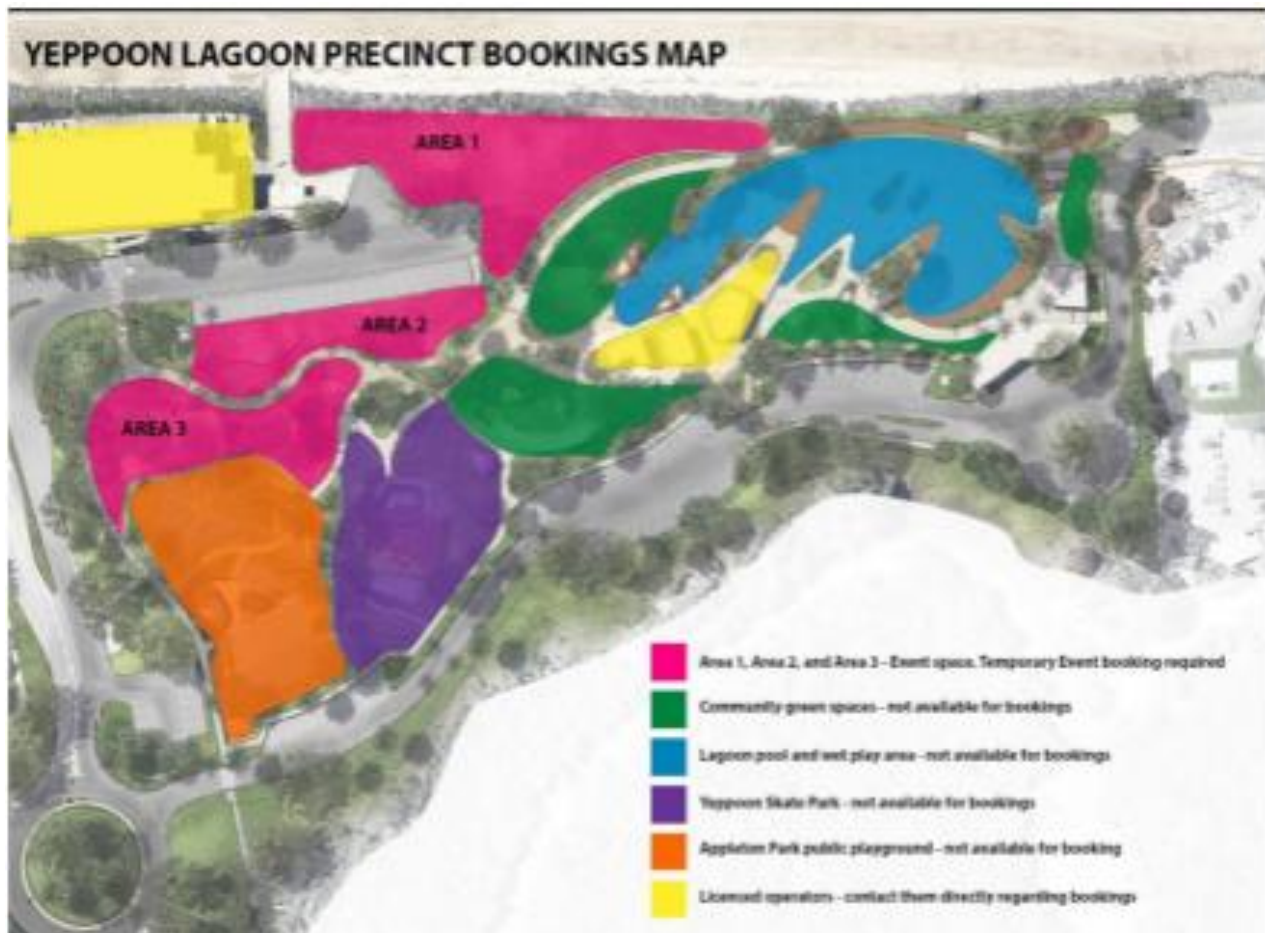 YEPPOON LAGOON PRECINCT BOOKINGS MAP
AREA 1
AREA 2
AREA 3
Area 1, Area 2, and Area 3 - Event space. Temporary Event booking required
Community green spaces - not available for bookings
Lagoon pool and wet play area - not available for bookings
Yeppoon Skate Park - not available for bookings
Appleton Park public playground - not available for booking
Licensed operators - contact them directly regarding bookings